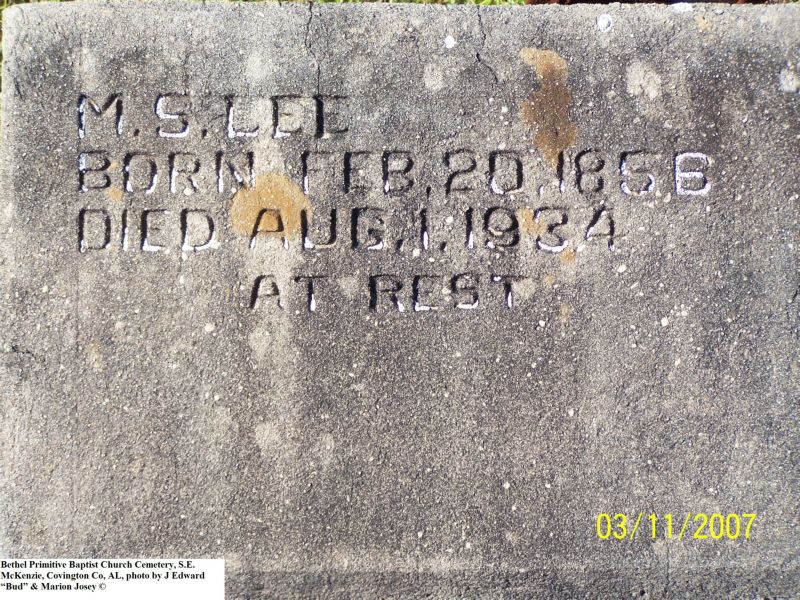 M. S. LEE
BORN FEB. 20, 1856
DIED AUG. 1, 1934
AT REST
03/11/2007
Bethel Primitive Baptist Church Cemetery, S.E.
McKenzie, Covington Co, AL, photo by J Edward
“Bud” & Marion Josey ©